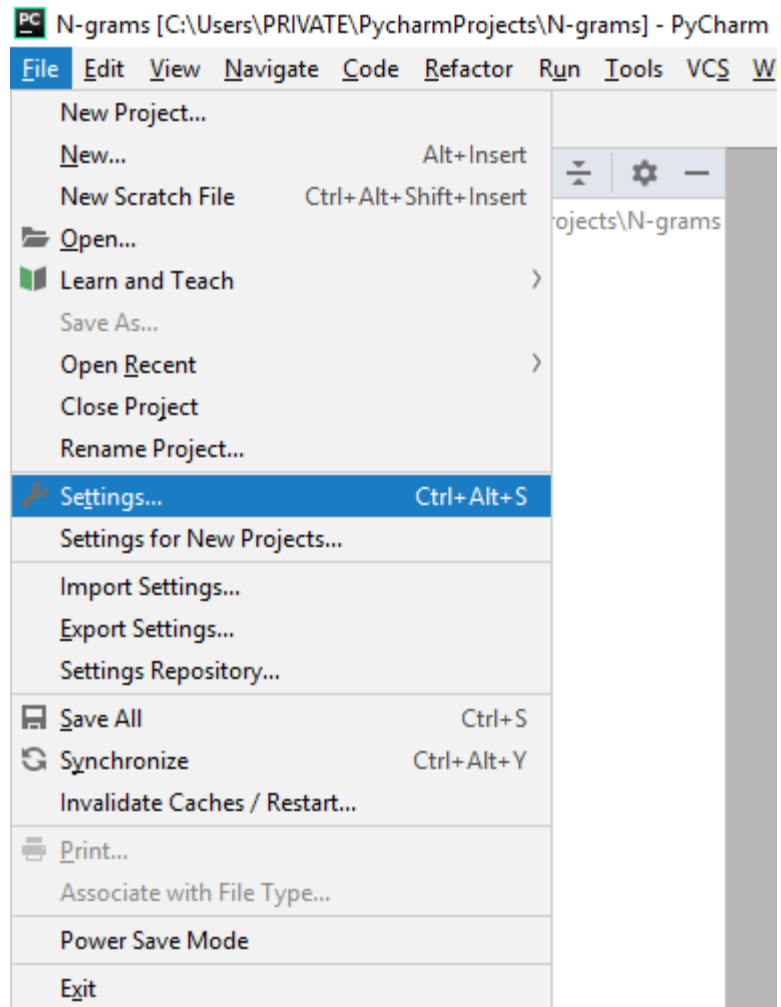 PC N-grams [C:\Users\PRIVATE\PycharmProjects\N-grams] - PyCharm
File Edit View Navigate Code Refactor Run Tools VCS Wi
New Project...
New... Alt+Insert
New Scratch File Ctrl+Alt+Shift+Insert
ojects\N-grams
Open...
Learn and Teach
Save As...
Open Recent
Close Project
Rename Project...
Settings... Ctrl+Alt+S
Settings for New Projects...
Import Settings...
Export Settings...
Settings Repository...
Save All Ctrl+S
Synchronize Ctrl+Alt+Y
Invalidate Caches / Restart...
Print...
Associate with File Type...
Power Save Mode
Exit